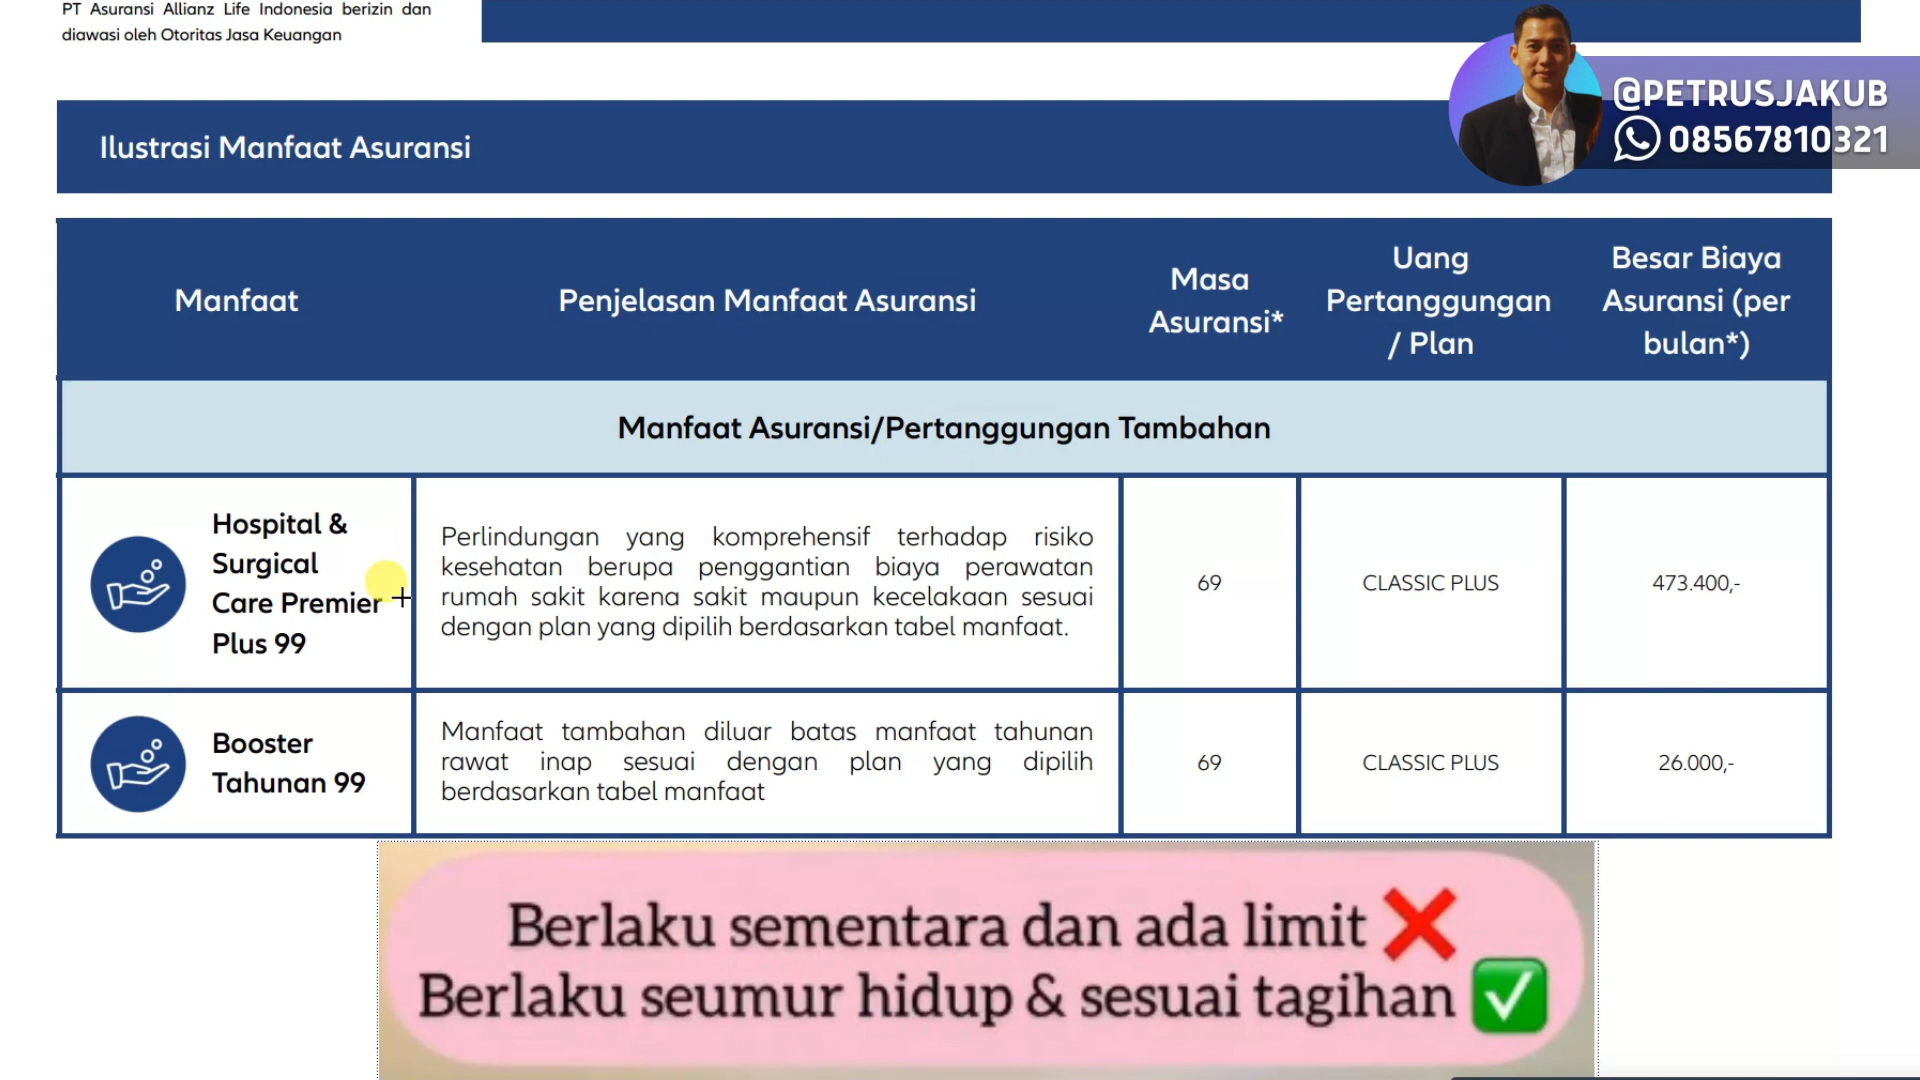 PT Asuransi Allianz Life Indonesia berizin dan
diawasi oleh Otoritas Jasa Keuangan
@PETRUSJAKUB
08567810321
Ilustrasi Manfaat Asuransi
Manfaat
Penjelasan Manfaat Asuransi
Masa
Asuransi*
Uang
Pertanggungan
/ Plan
Besar Biaya
Asuransi (per
bulan*)
Manfaat Asuransi/Pertanggungan Tambahan
Hospital &
Surgical
Care Premier
Plus 99
Perlindungan yang komprehensif terhadap risiko
kesehatan berupa penggantian biaya perawatan
rumah sakit karena sakit maupun kecelakaan sesuai
dengan plan yang dipilih berdasarkan tabel manfaat.
69
CLASSIC PLUS
473.400,-
Booster
Tahunan 99
Manfaat tambahan diluar batas manfaat tahunan
rawat inap sesuai dengan plan yang dipilih
berdasarkan tabel manfaat
69
CLASSIC PLUS
26.000,-
Berlaku sementara dan ada limit ❌
Berlaku seumur hidup & sesuai tagihan ✅